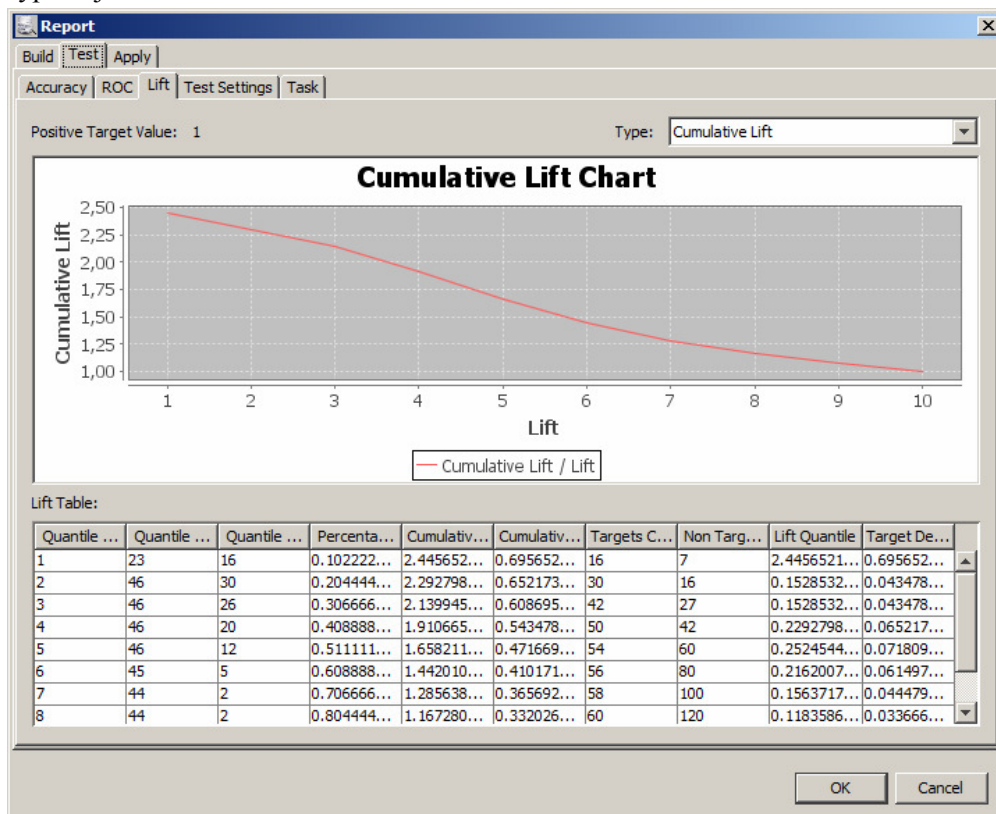 Report
Build Test Apply
Accuracy ROC Lift Test Settings Task
Positive Target Value: 1 Type: Cumulative Lift
Cumulative Lift Chart
Cumulative Lift
2,50
2,25
2,00
1,75
1,50
1,25
1,00
1 2 3 4 5 6 7 8 9 10
Lift
Cumulative Lift / Lift
Lift Table:
Quantile ... Quantile ... Quantile ... Percenta... Cumulativ... Cumulativ... Targets C... Non Targ... Lift Quantile Target De...
1 23 16 0.102222... 2.445652... 0.695652... 16 7 2.4456521... 0.695652...
2 46 30 0.204444... 2.292798... 0.652173... 30 16 0.1528532... 0.043478...
3 46 26 0.306666... 2.139945... 0.608695... 42 27 0.1528532... 0.043478...
4 46 20 0.408888... 1.910665... 0.543478... 50 42 0.2292798... 0.065217...
5 46 12 0.511111... 1.658211... 0.471669... 54 60 0.2524544... 0.071809...
6 45 5 0.608888... 1.442010... 0.410171... 56 80 0.2162007... 0.061497...
7 44 2 0.706666... 1.285638... 0.365692... 58 100 0.1563717... 0.044479...
8 44 2 0.804444... 1.167280... 0.332026... 60 120 0.1183586... 0.033666...
OK Cancel